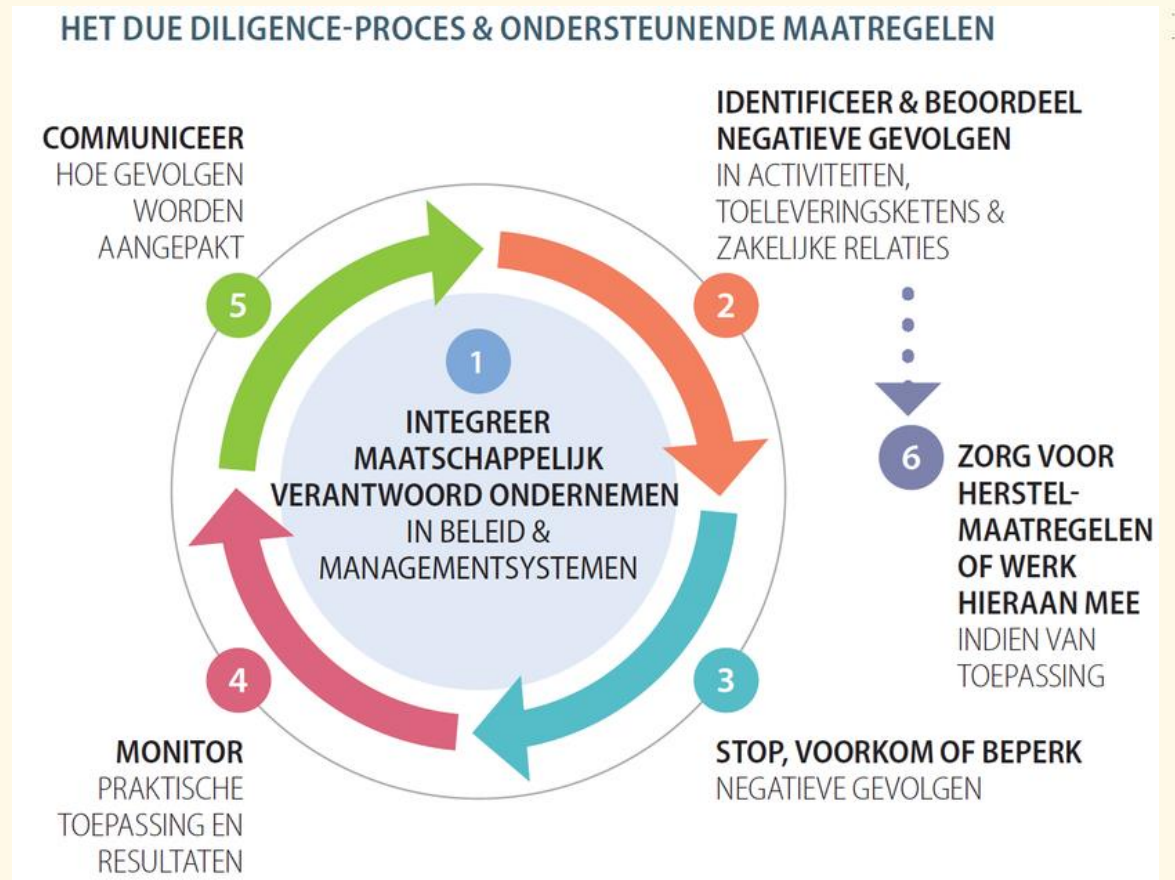 HET DUE DILIGENCE-PROCES & ONDERSTEUNENDE MAATREGELEN
1
INTEGREER
MAATSCHAPPELIJK
VERANTWOORD ONDERNEMEN
IN BELEID &
MANAGEMENTSYSTEMEN
IDENTIFICEER & BEOORDEEL
NEGATIEVE GEVOLGEN
IN ACTIVITEITEN,
TOELEVERINGSKETENS &
ZAKELIJKE RELATIES
2
3
STOP, VOORKOM OF BEPERK
NEGATIEVE GEVOLGEN
4
MONITOR
PRAKTISCHE
TOEPASSING EN
RESULTATEN
COMMUNICEER
HOE GEVOLGEN
WORDEN
AANGEPAKT
5
6
ZORG VOOR
HERSTEL-
MAATREGELEN
OF WERK
HIERAAN MEE
INDIEN VAN
TOEPASSING